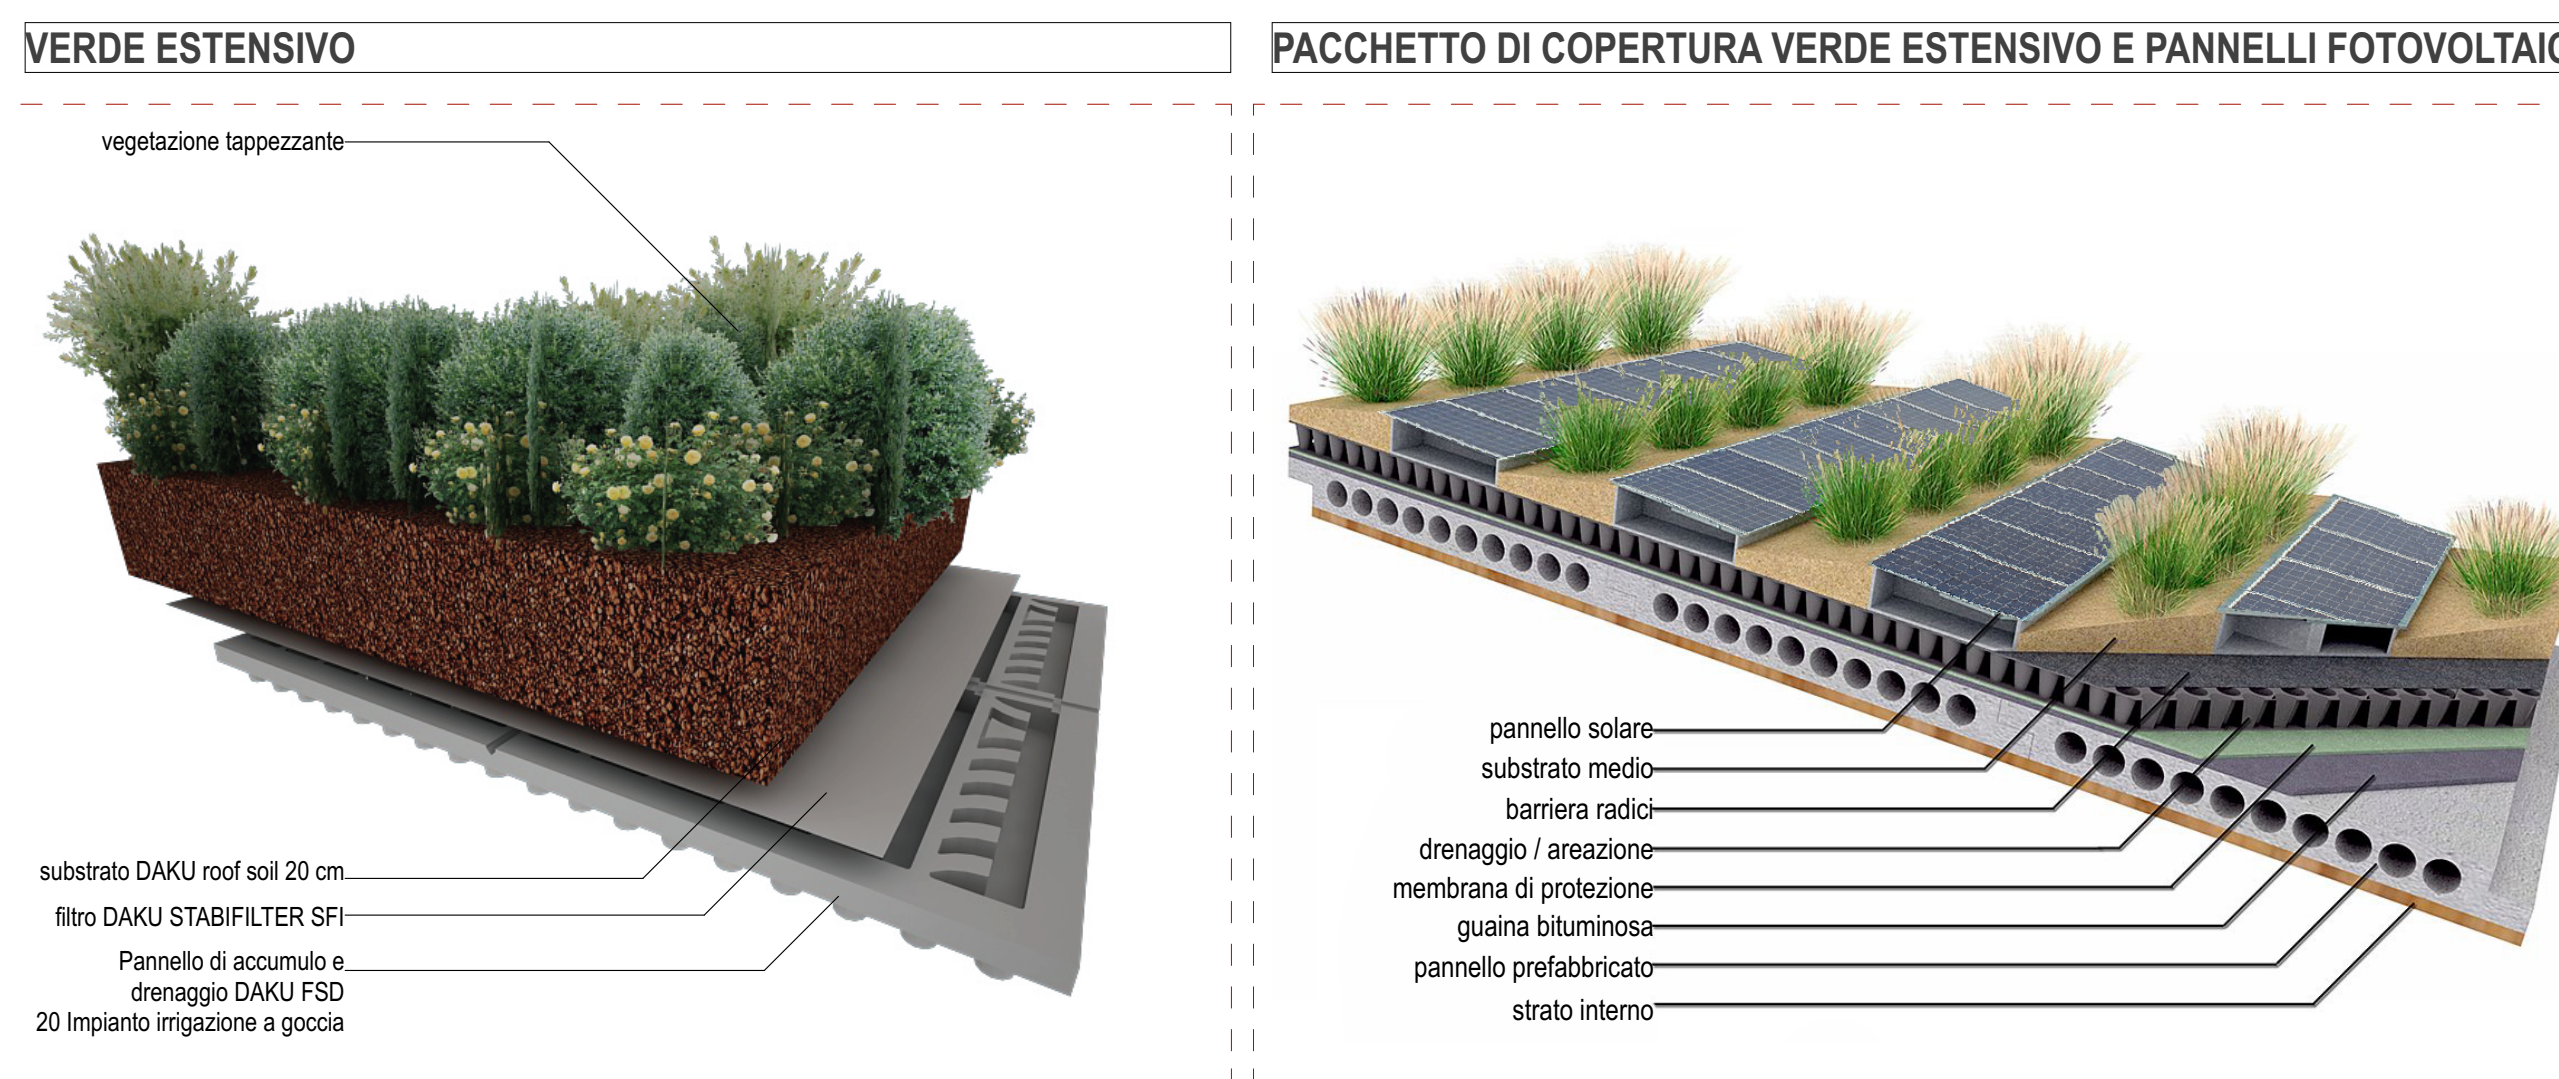 VERDE ESTENSIVO
vegetazione tappezzante
substrato DAKU roof soil 20 cm
filtro DAKU STABIFILTER SFI
Pannello di accumulo e
drenaggio DAKU FSD
20 Impianto irrigazione a goccia
PACCHETTO DI COPERTURA VERDE ESTENSIVO E PANNELLI FOTOVOLTAIC
pannello solare
substrato medio
barriera radici
drenaggio / areazione
membrana di protezione
guaina bituminosa
pannello prefabbricato
strato interno